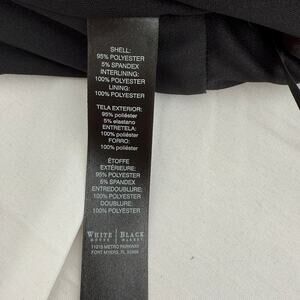 SHELL:
95% POLYESTER
5% SPANDEX
INTERLINING:
100% POLYESTER
LINING:
100% POLYESTER
TELA EXTERIOR:
95% poliéster
5% elastano
ENTRETELA:
100% poliéster
FORRO:
100% poliéster
ÉTOFFE
EXTÉRIEURE:
95% POLYESTER
5% SPANDEX
ENTREDOUBLURE:
100% POLYESTER
DOUBLURE:
100% POLYESTER
WHITE | BLACK
HOUSE | MARKET
11215 METRO PARKWAY
FORT MYERS, FL 33966